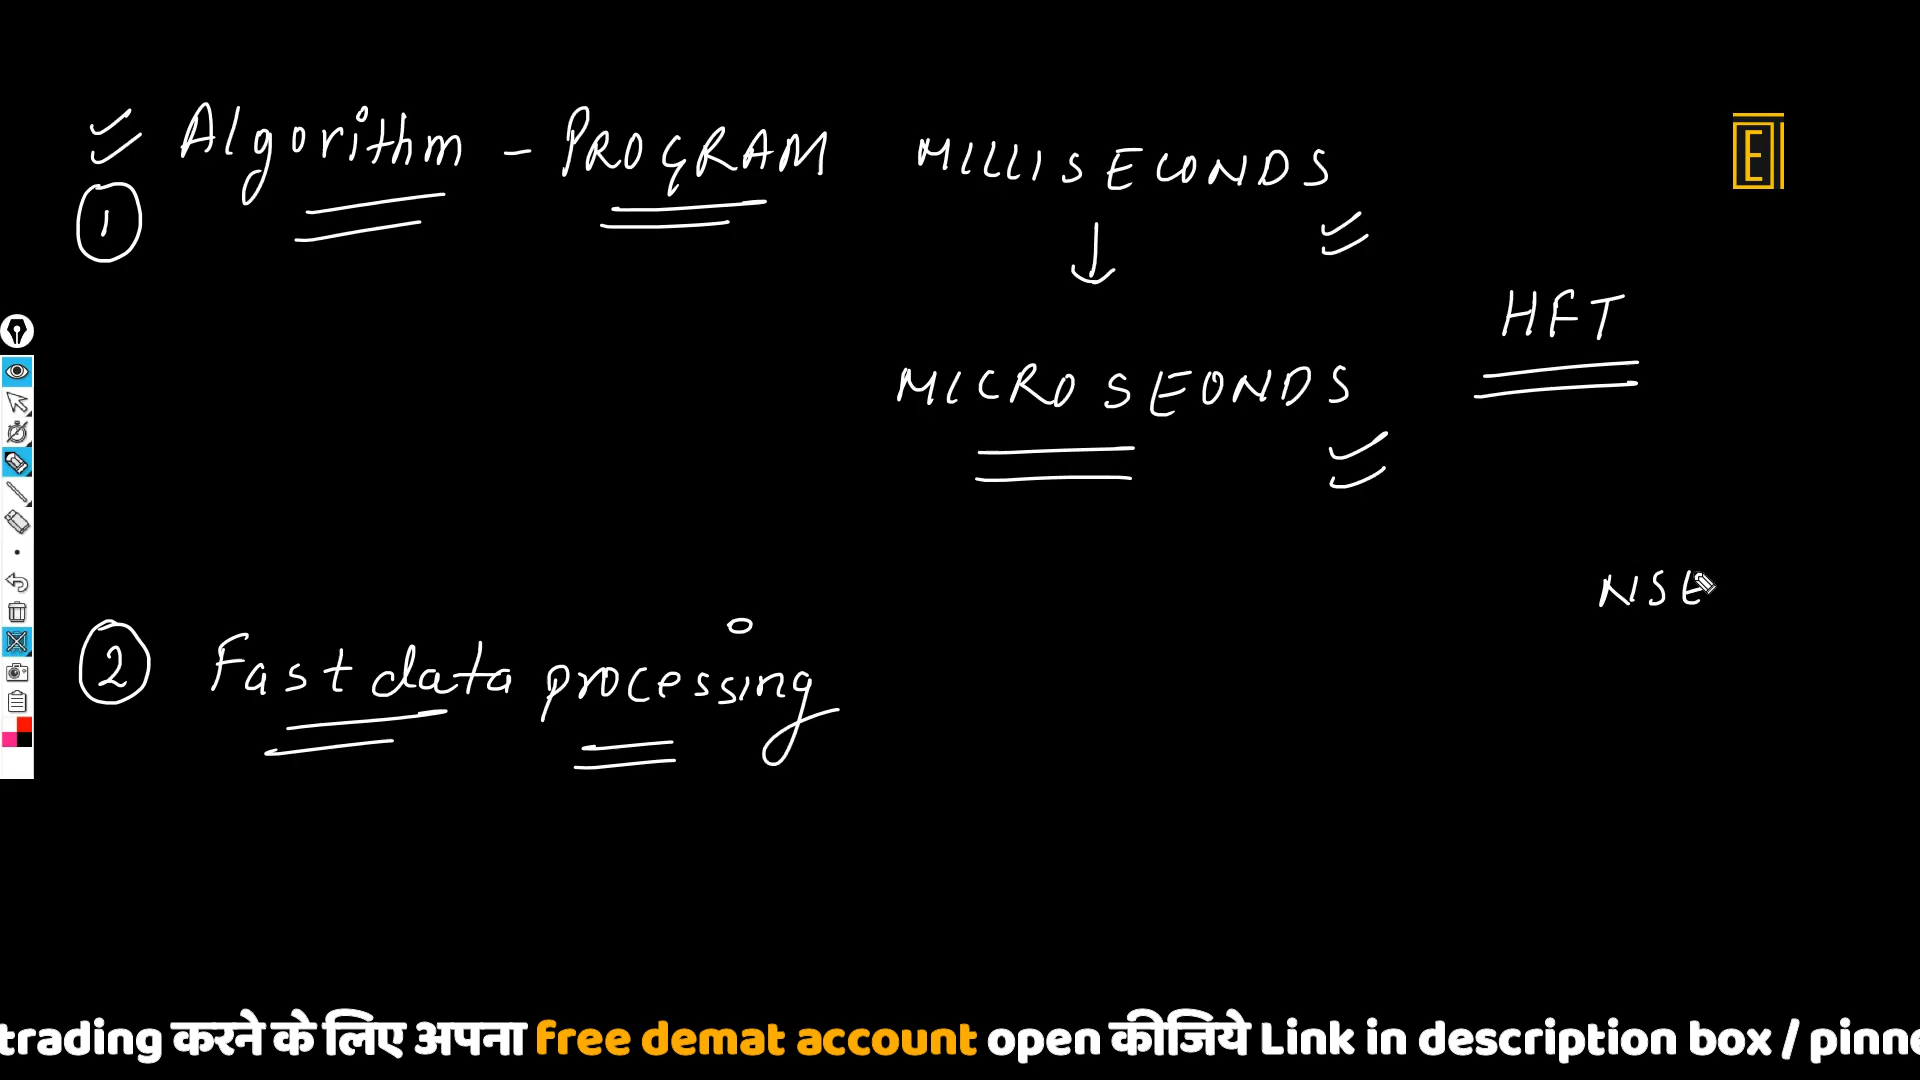 Algorithm - PROGRAM MILLISECONDS
1
HFT
MICROSEONDS
NSE
2 Fast data processing
E
trading करने के लिए अपना free demat account open कीजिये Link in description box / pinne